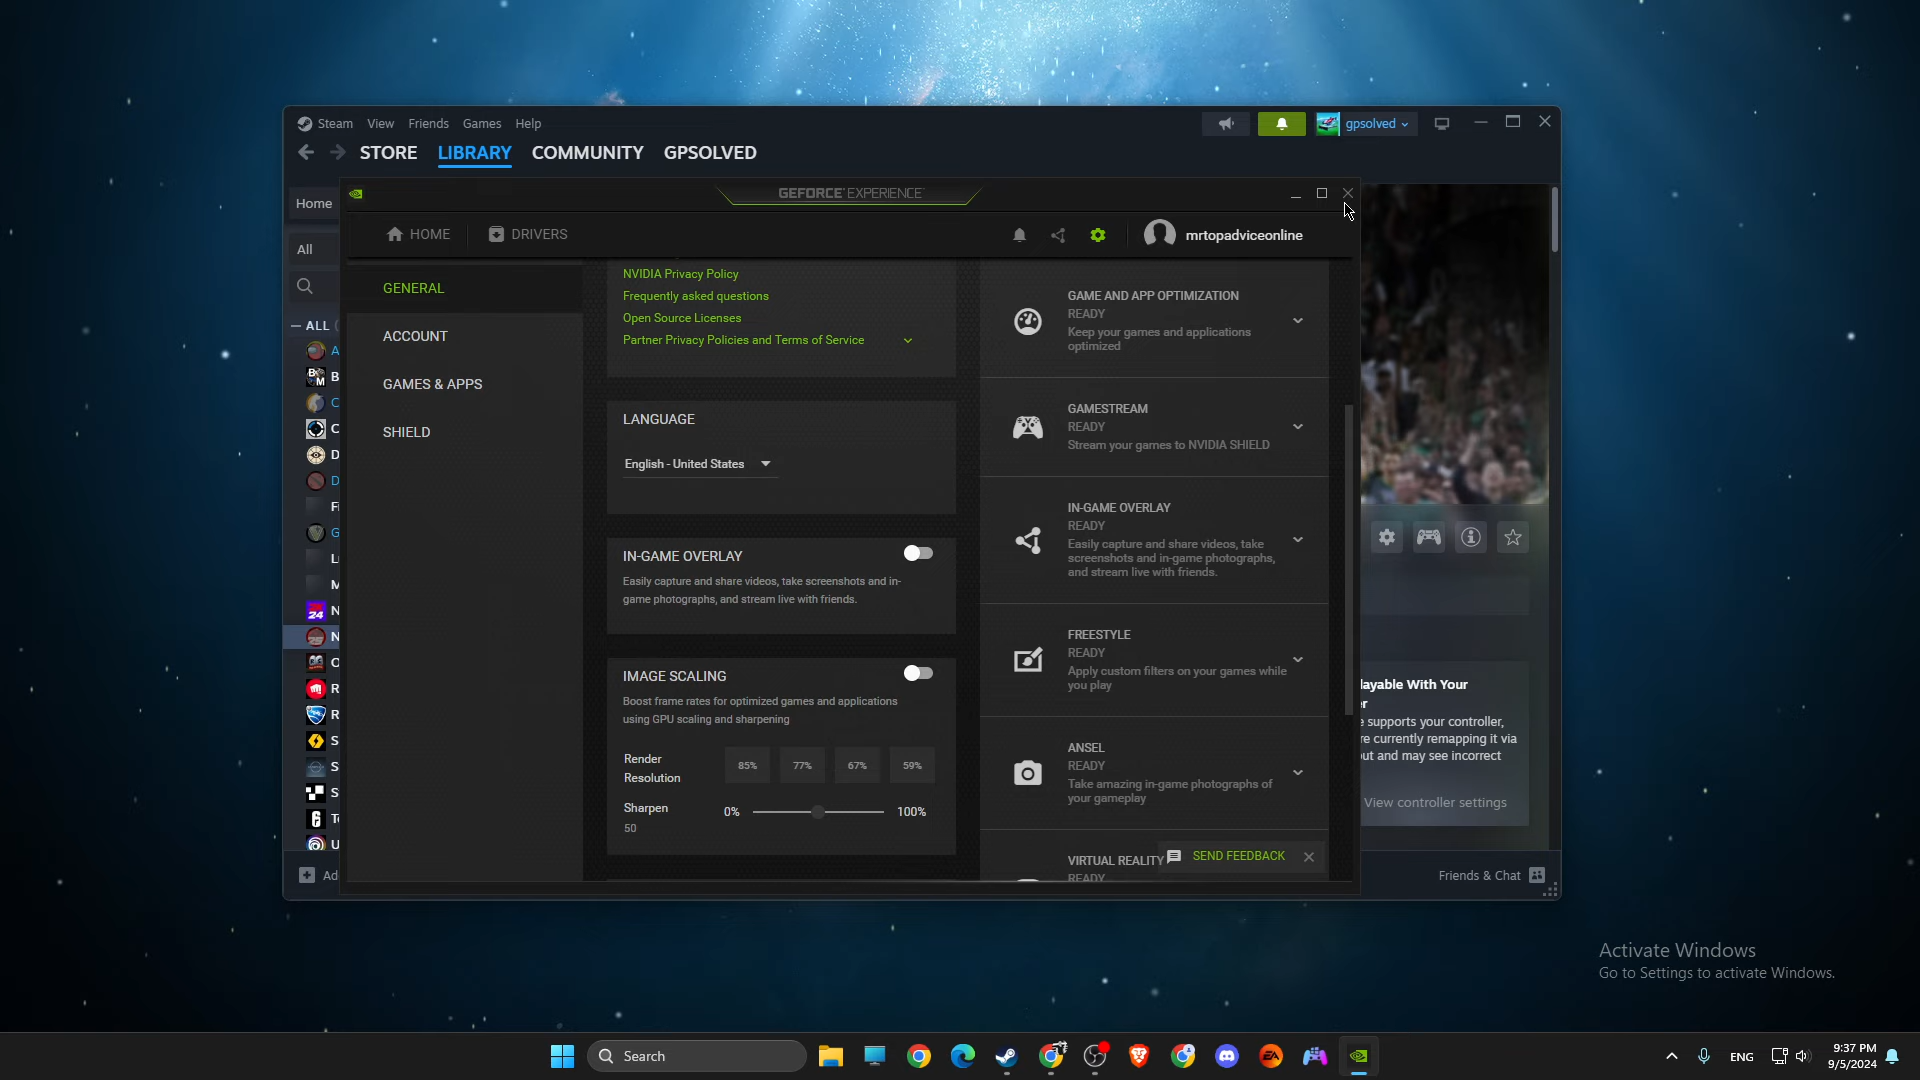 Steam View Friends Games Help
gpsolved
STORE LIBRARY COMMUNITY GPSOLVED
GEFORCE EXPERIENCE
Home
HOME DRIVERS
mrtopadviceonline
All
GENERAL
ACCOUNT
GAMES & APPS
SHIELD
ALL (
A
B
C
C
D
D
F
G
L
M
24 N
25 N
O
R
R
S
S
S
T
U
NVIDIA Privacy Policy
Frequently asked questions
Open Source Licenses
Partner Privacy Policies and Terms of Service
LANGUAGE
English - United States
IN-GAME OVERLAY
Easily capture and share videos, take screenshots and in-
game photographs, and stream live with friends.
IMAGE SCALING
Boost frame rates for optimized games and applications
using GPU scaling and sharpening
Render
Resolution
85% 77% 67% 59%
Sharpen 0% 100%
50
GAME AND APP OPTIMIZATION
READY
Keep your games and applications
optimized
GAMESTREAM
READY
Stream your games to NVIDIA SHIELD
IN-GAME OVERLAY
READY
Easily capture and share videos, take
screenshots and in-game photographs,
and stream live with friends.
FREESTYLE
READY
Apply custom filters on your games while
you play
ANSEL
READY
Take amazing in-game photographs of
your gameplay
VIRTUAL REALITY
READY
SEND FEEDBACK
layable With Your
er
e supports your controller,
re currently remapping it via
out and may see incorrect
View controller settings
Ad
Friends & Chat
Activate Windows
Go to Settings to activate Windows.
Search
ENG
9:37 PM
9/5/2024